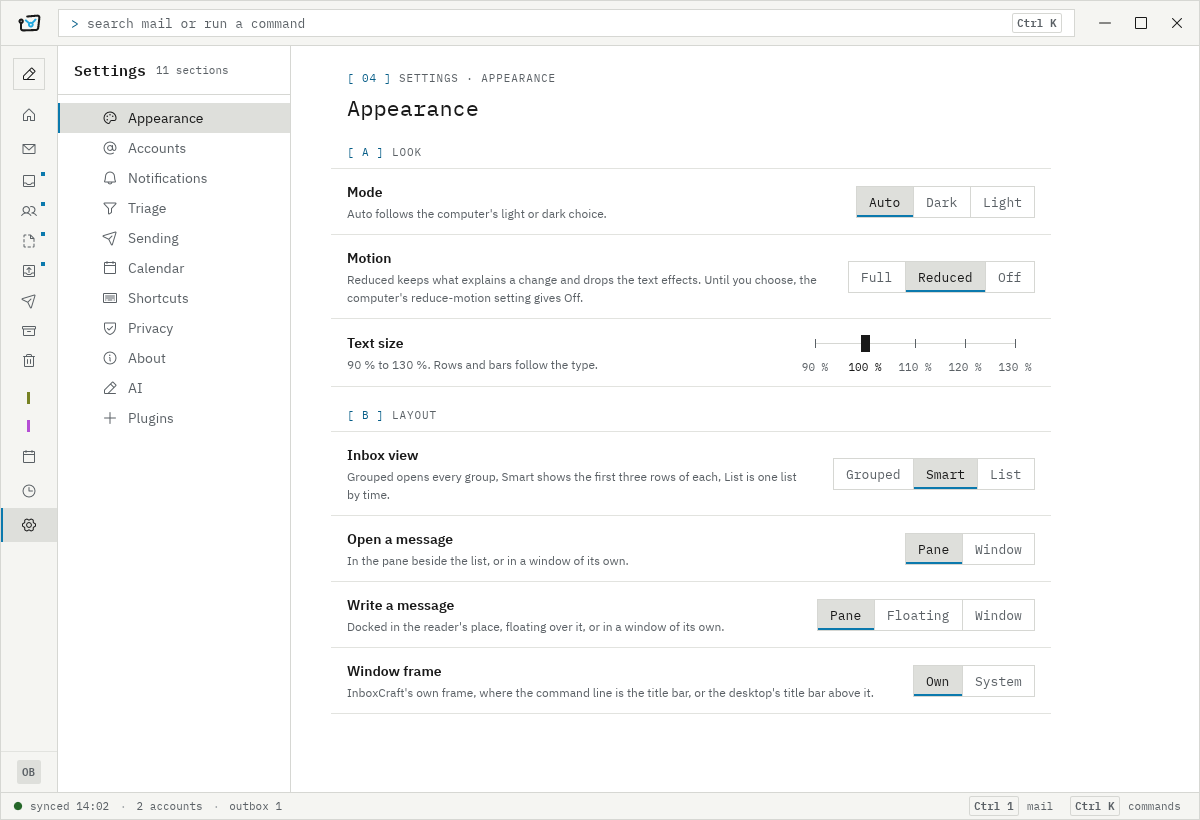 > search mail or run a command
Ctrl K
Settings 11 sections
Appearance
Accounts
Notifications
Triage
Sending
Calendar
Shortcuts
Privacy
About
AI
Plugins
OB
[ 04 ] SETTINGS · APPEARANCE
Appearance
[ A ] LOOK
Mode
Auto follows the computer's light or dark choice.
Auto Dark Light
Motion
Reduced keeps what explains a change and drops the text effects. Until you choose, the
computer's reduce-motion setting gives Off.
Full Reduced Off
Text size
90 % to 130 %. Rows and bars follow the type.
90 % 100 % 110 % 120 % 130 %
[ B ] LAYOUT
Inbox view
Grouped opens every group, Smart shows the first three rows of each, List is one list
by time.
Grouped Smart List
Open a message
In the pane beside the list, or in a window of its own.
Pane Window
Write a message
Docked in the reader's place, floating over it, or in a window of its own.
Pane Floating Window
Window frame
InboxCraft's own frame, where the command line is the title bar, or the desktop's title bar above it.
Own System
synced 14:02 · 2 accounts · outbox 1
Ctrl 1 mail Ctrl K commands